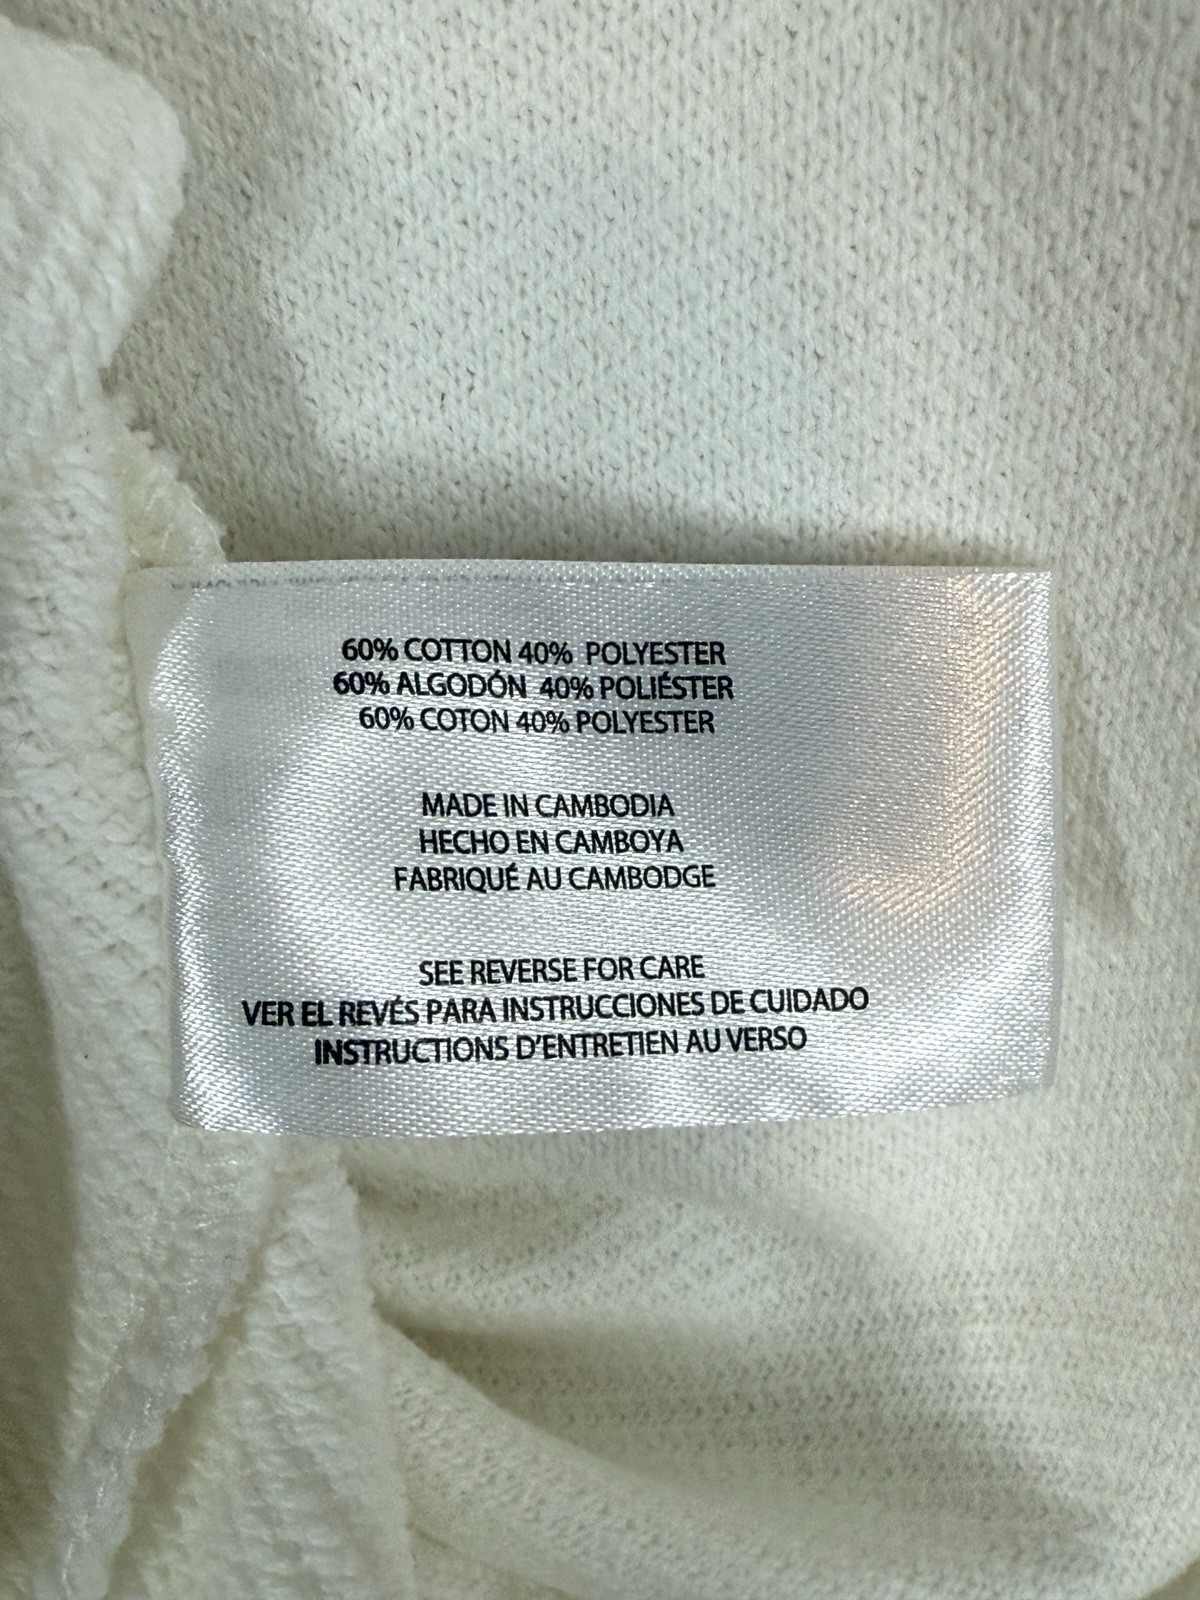 60% COTTON 40% POLYESTER
60% ALGODÓN 40% POLIÉSTER
60% COTON 40% POLYESTER
MADE IN CAMBODIA
HECHO EN CAMBOYA
FABRIQUÉ AU CAMBODGE
SEE REVERSE FOR CARE
VER EL REVÉS PARA INSTRUCCIONES DE CUIDADO
INSTRUCTIONS D'ENTRETIEN AU VERSO